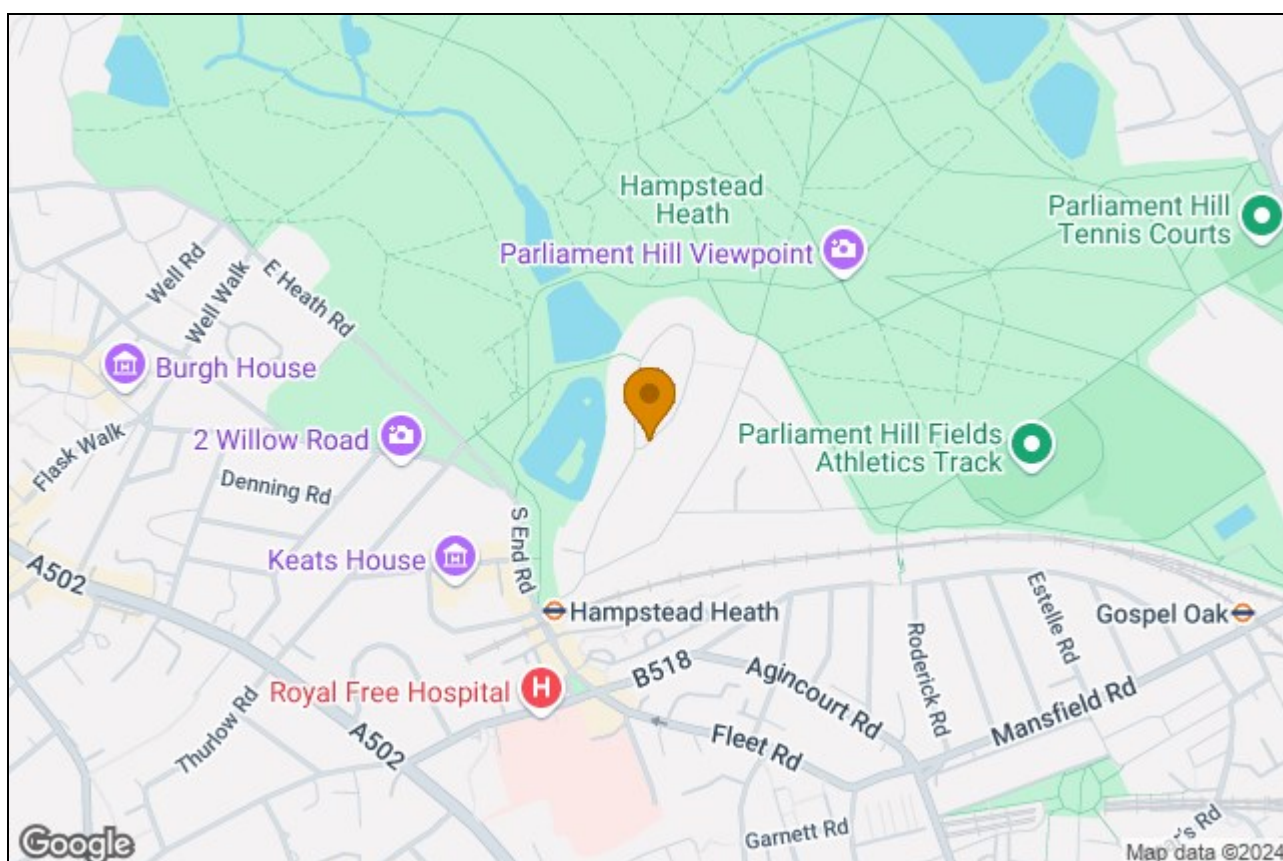 Hampstead
Heath
Parliament Hill
Tennis Courts
Parliament Hill Viewpoint
Well Rd
Well Walk
E Heath Rd
Burgh House
2 Willow Road
Flask Walk
Denning Rd
Parliament Hill Fields
Athletics Track
S End Rd
Keats House
A502
Hampstead Heath
Estelle Rd
Gospel Oak
Roderick Rd
B518
Agincourt Rd
Mansfield Rd
Royal Free Hospital
H
Thurlow Rd
A502
Fleet Rd
Garnett Rd
Google
Map data ©2024